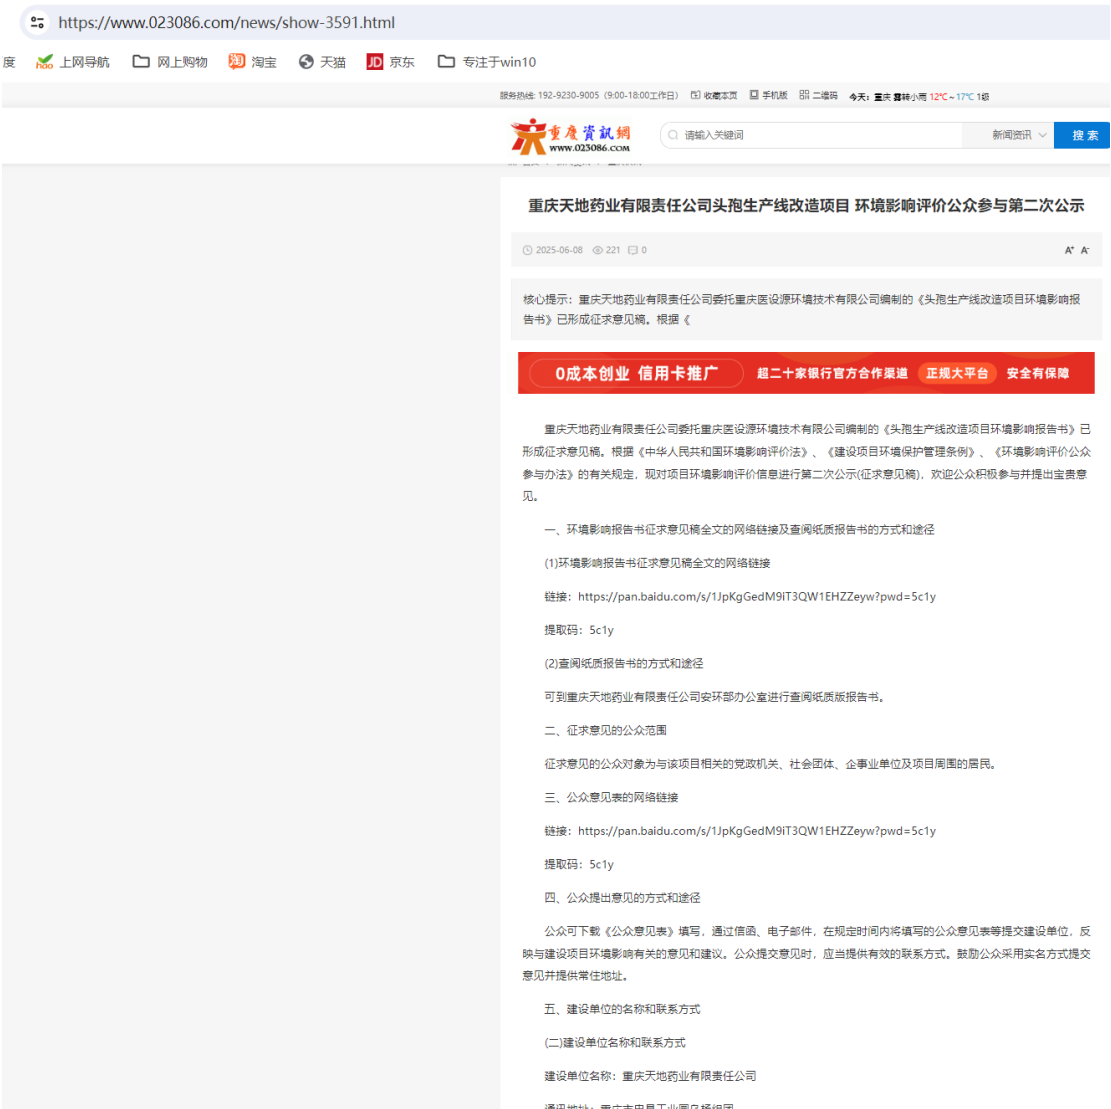 https://www.023086.com/news/show-3591.html
度 上网导航 网上购物 淘宝 天猫 JD 京东 专注于win10
服务热线: 192-9230-9005（9:00-18:00工作日） 收藏本页 手机版 二维码 今天：重庆 雾转小雨 12℃~17℃ 1级
重慶資訊網 请输入关键词 新闻资讯 搜 索
www.023086.com
重庆天地药业有限责任公司头孢生产线改造项目 环境影响评价公众参与第二次公示
2025-06-08 221 0 A+ A-
核心提示：重庆天地药业有限责任公司委托重庆医设源环境技术有限公司编制的《头孢生产线改造项目环境影响报
告书》已形成征求意见稿。根据《
0成本创业 信用卡推广 超二十家银行官方合作渠道 正规大平台 安全有保障
重庆天地药业有限责任公司委托重庆医设源环境技术有限公司编制的《头孢生产线改造项目环境影响报告书》已
形成征求意见稿。根据《中华人民共和国环境影响评价法》、《建设项目环境保护管理条例》、《环境影响评价公众
参与办法》的有关规定，现对项目环境影响评价信息进行第二次公示(征求意见稿)，欢迎公众积极参与并提出宝贵意
见。
一、环境影响报告书征求意见稿全文的网络链接及查阅纸质报告书的方式和途径
(1)环境影响报告书征求意见稿全文的网络链接
链接：https://pan.baidu.com/s/1JpKgGedM9iT3QW1EHZZeyw?pwd=5c1y
提取码：5c1y
(2)查阅纸质报告书的方式和途径
可到重庆天地药业有限责任公司安环部办公室进行查阅纸质版报告书。
二、征求意见的公众范围
征求意见的公众对象为与该项目相关的党政机关、社会团体、企事业单位及项目周围的居民。
三、公众意见表的网络链接
链接：https://pan.baidu.com/s/1JpKgGedM9iT3QW1EHZZeyw?pwd=5c1y
提取码：5c1y
四、公众提出意见的方式和途径
公众可下载《公众意见表》填写，通过信函、电子邮件，在规定时间内将填写的公众意见表等提交建设单位，反
映与建设项目环境影响有关的意见和建议。公众提交意见时，应当提供有效的联系方式。鼓励公众采用实名方式提交
意见并提供常住地址。
五、建设单位的名称和联系方式
(二)建设单位名称和联系方式
建设单位名称：重庆天地药业有限责任公司